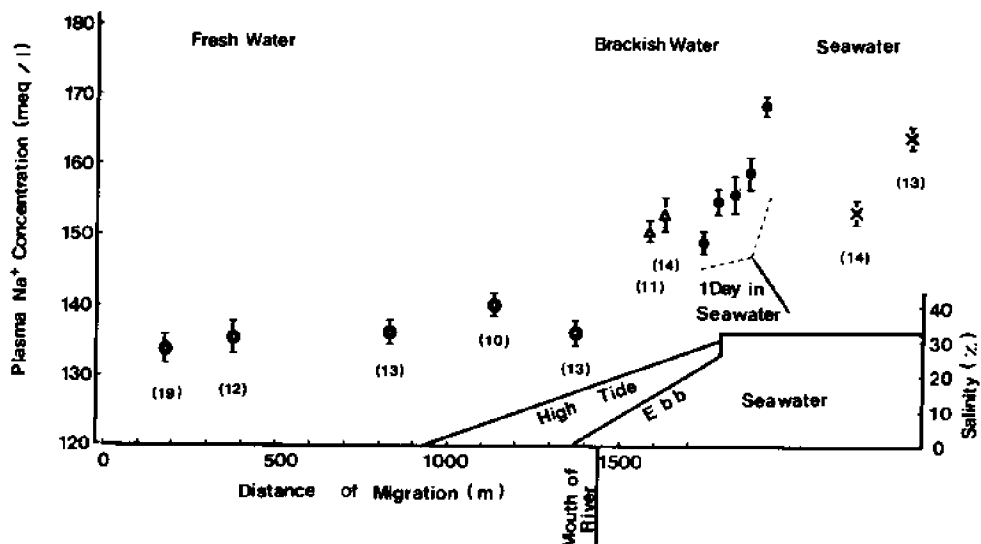 Plasma Na⁺ Concentration (meq / l)
180
170
160
150
140
130
120
Fresh Water
Brackish Water
Seawater
(19)
(12)
(13)
(10)
(13)
(11)
(14)
(14)
(13)
1 Day in
Seawater
High Tide
Ebb
Seawater
40
30
20
10
0
Salinity (‰)
0
500
1000
1500
Distance of Migration (m)
Mouth of
River